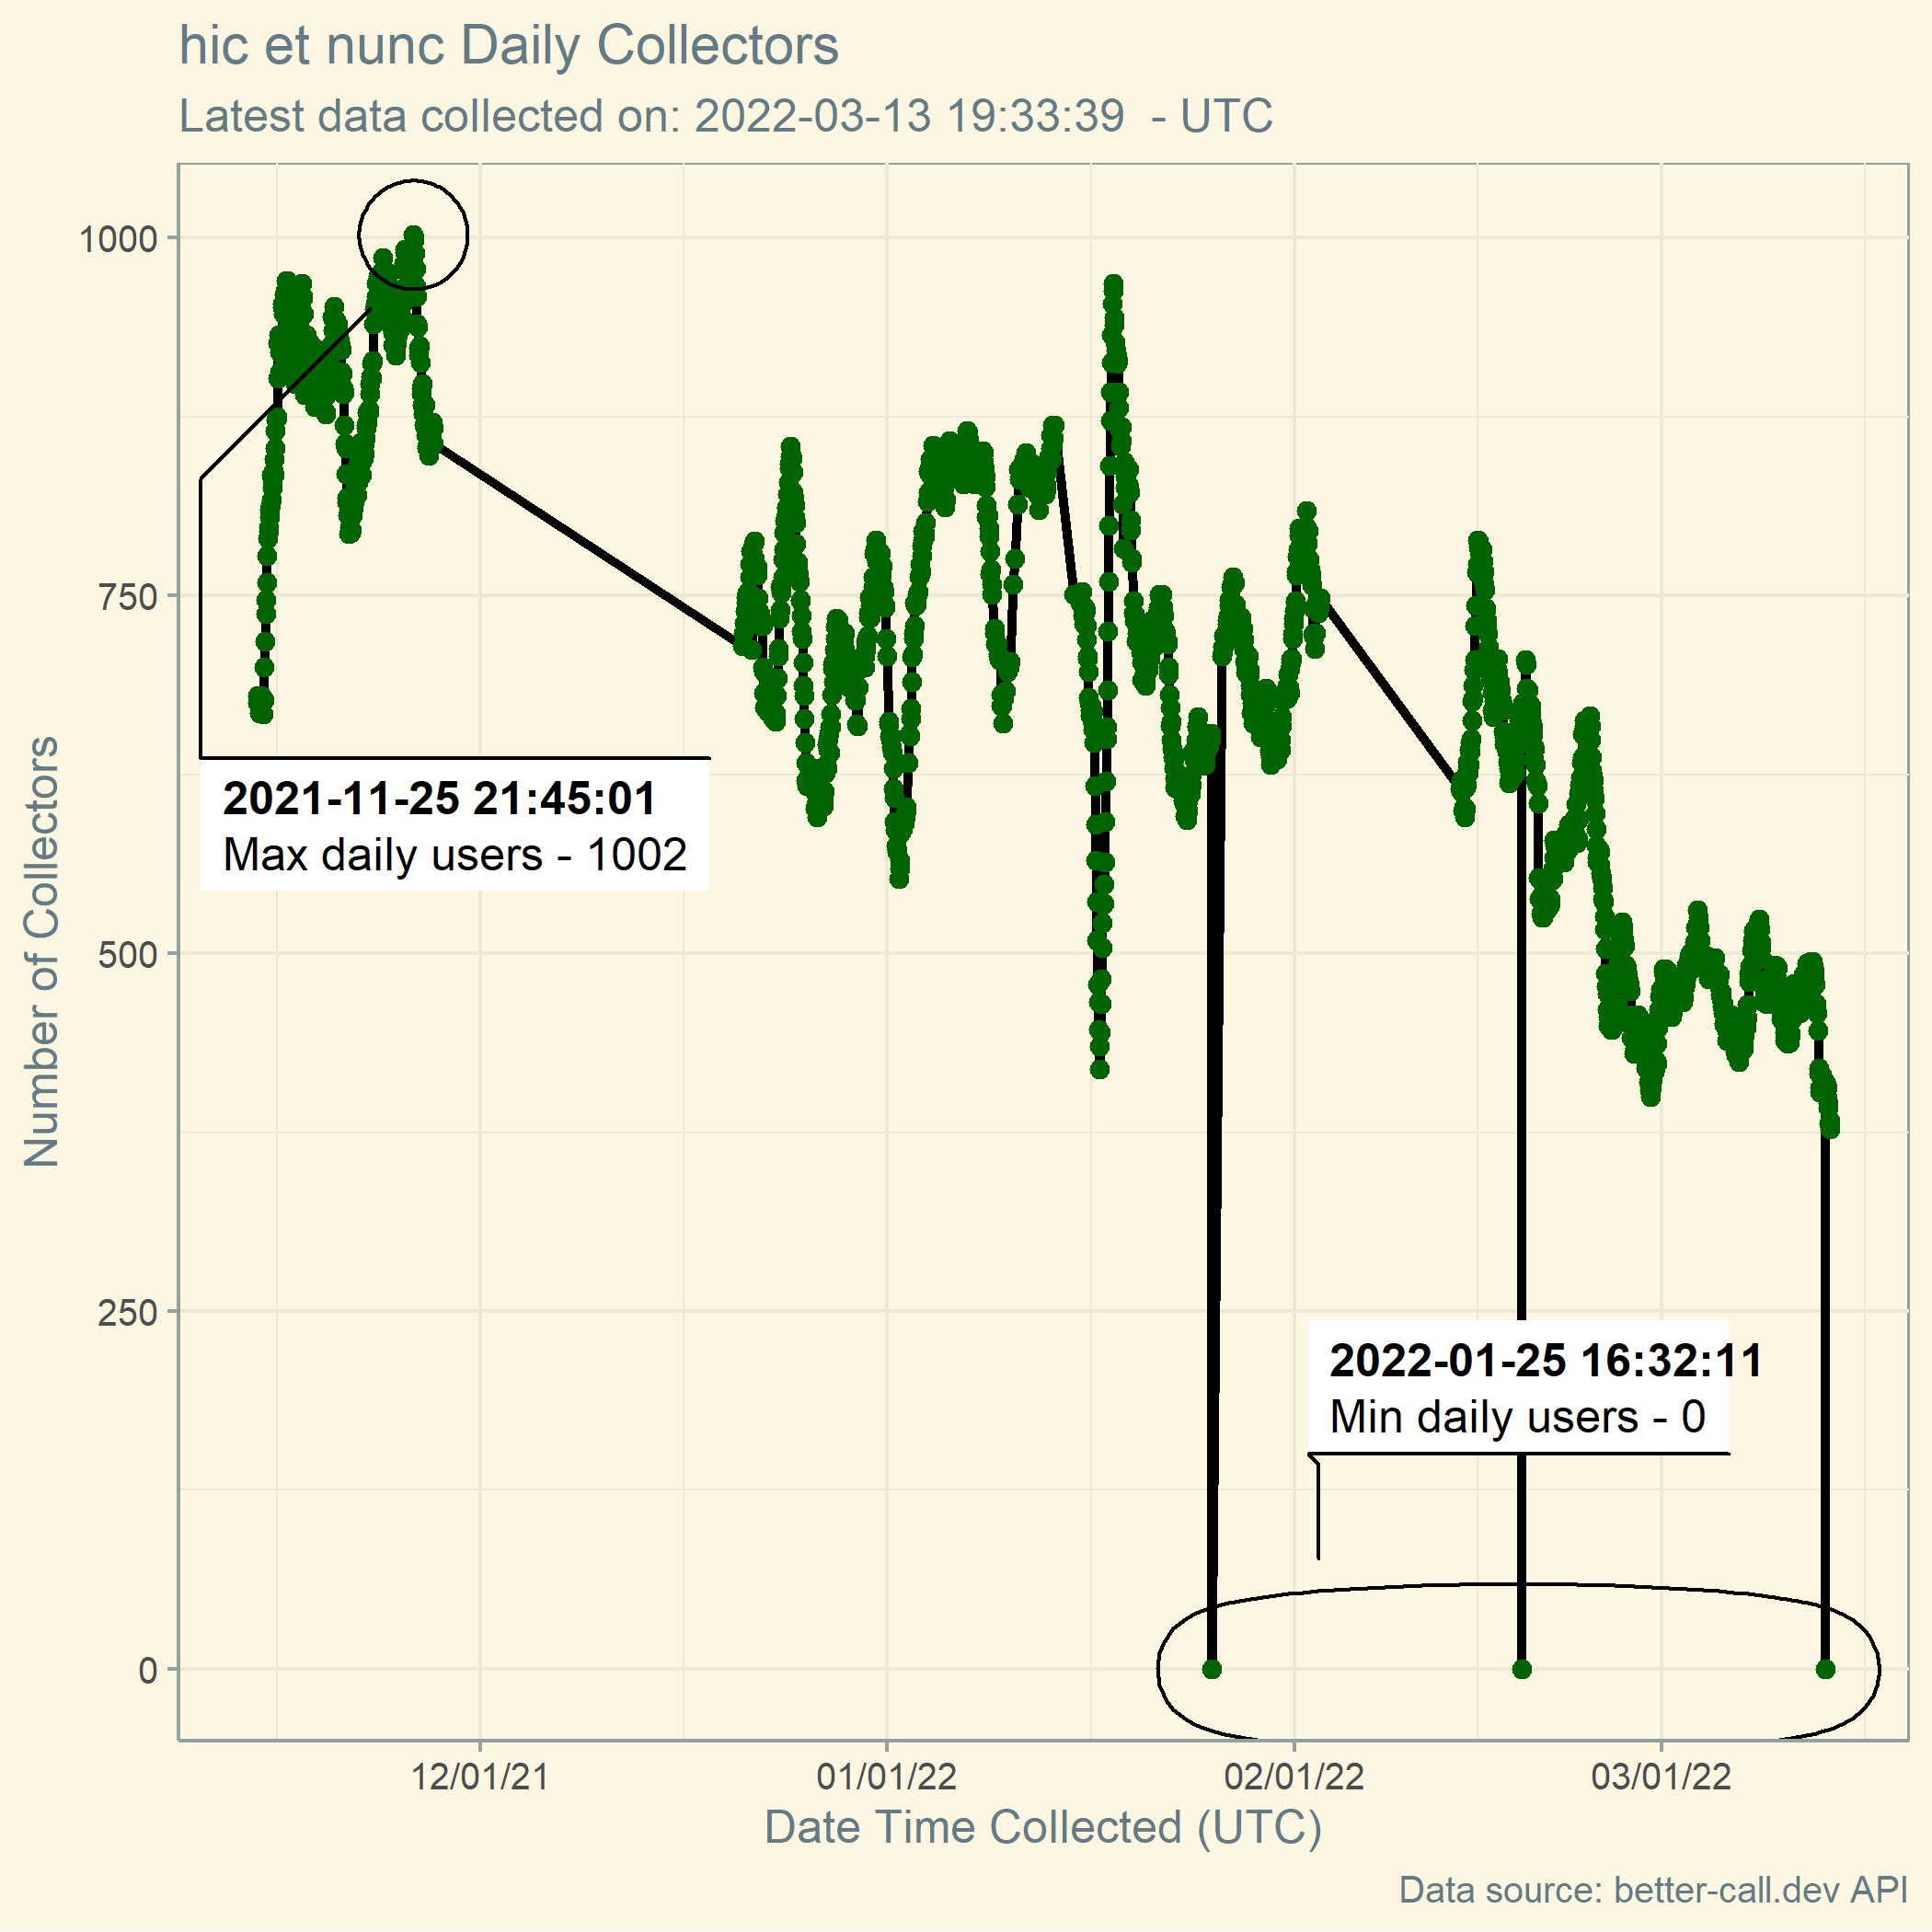 hic et nunc Daily Collectors
Latest data collected on: 2022-03-13 19:33:39  - UTC
Number of Collectors
1000
750
500
250
0
2021-11-25 21:45:01
Max daily users - 1002
2022-01-25 16:32:11
Min daily users - 0
12/01/21
01/01/22
02/01/22
03/01/22
Date Time Collected (UTC)
Data source: better-call.dev API